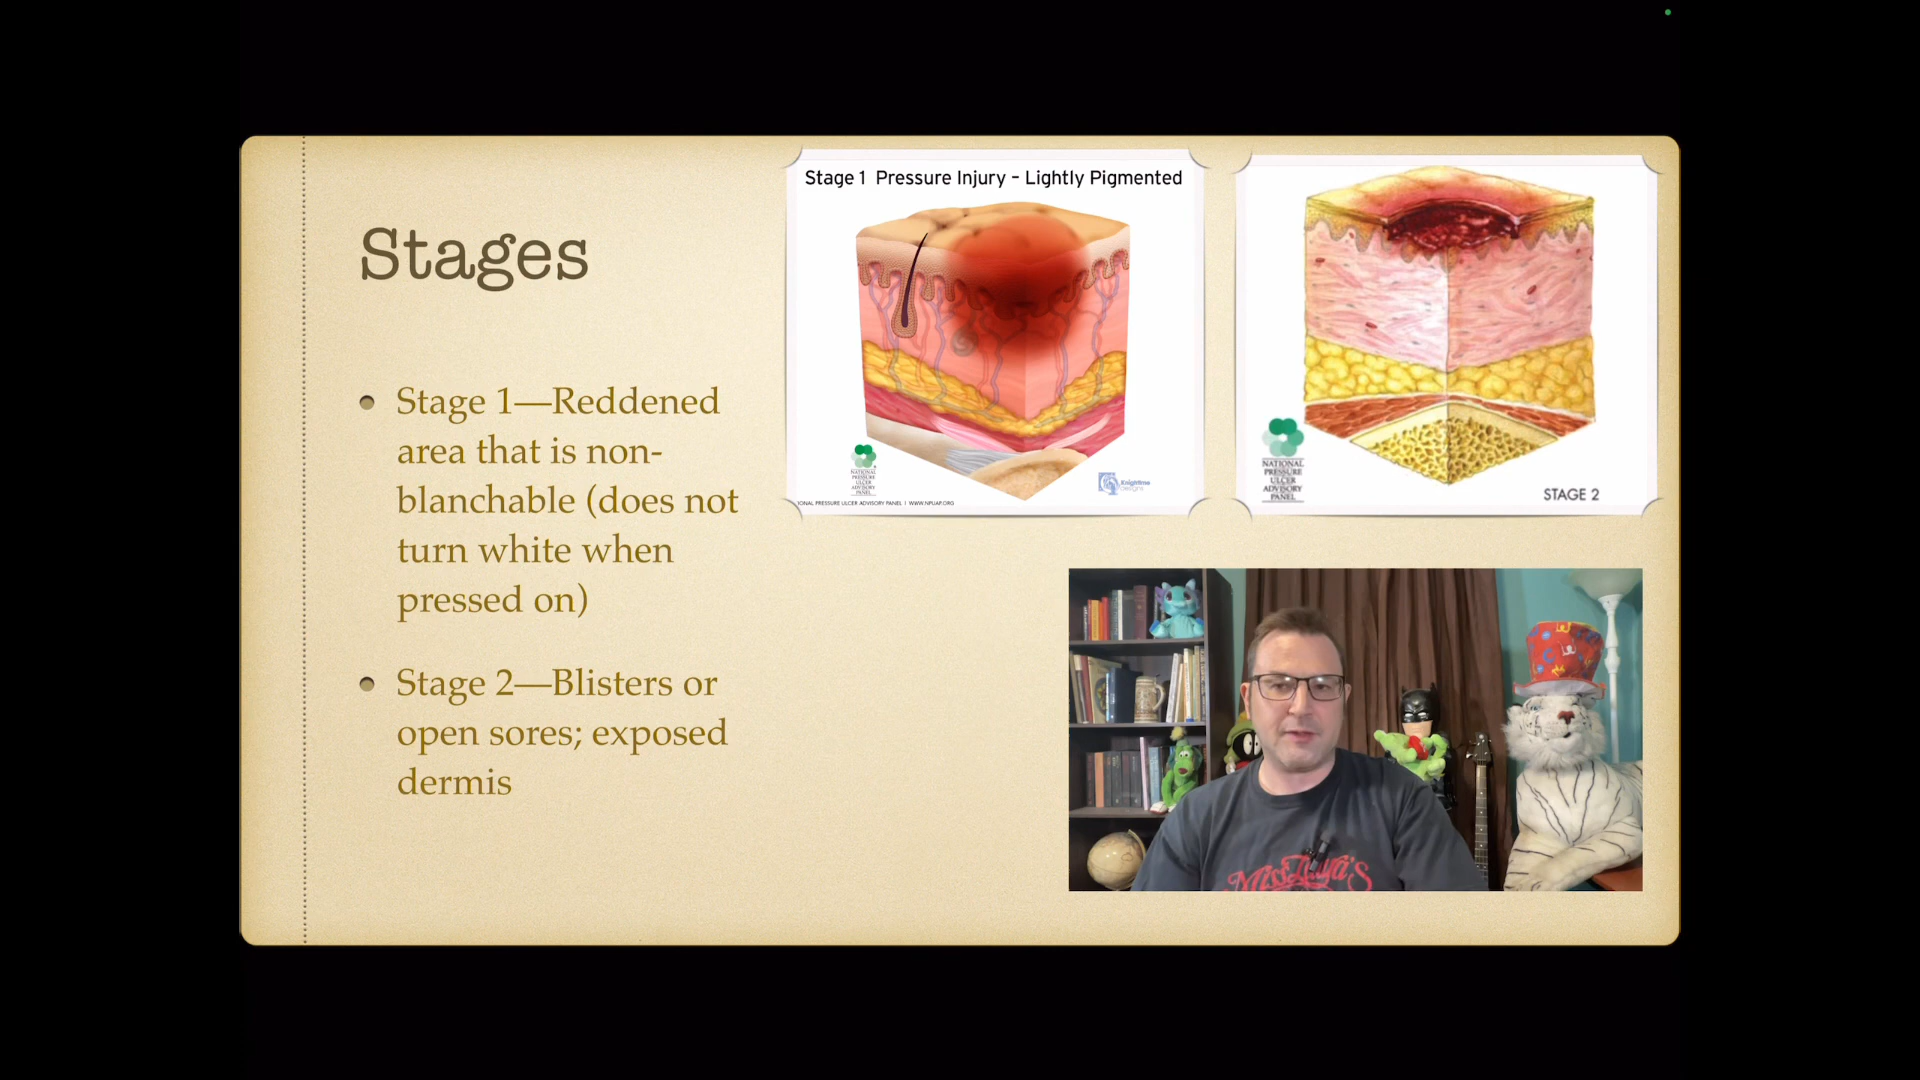 Stages
Stage 1—Reddened
area that is non-
blanchable (does not
turn white when
pressed on)
Stage 2—Blisters or
open sores; exposed
dermis
Stage 1 Pressure Injury – Lightly Pigmented
NATIONAL
PRESSURE
ULCER
ADVISORY
PANEL
Knighttime
Designs
IONAL PRESSURE ULCER ADVISORY PANEL | WWW.NPUAP.ORG
NATIONAL
PRESSURE
ULCER
ADVISORY
PANEL
STAGE 2